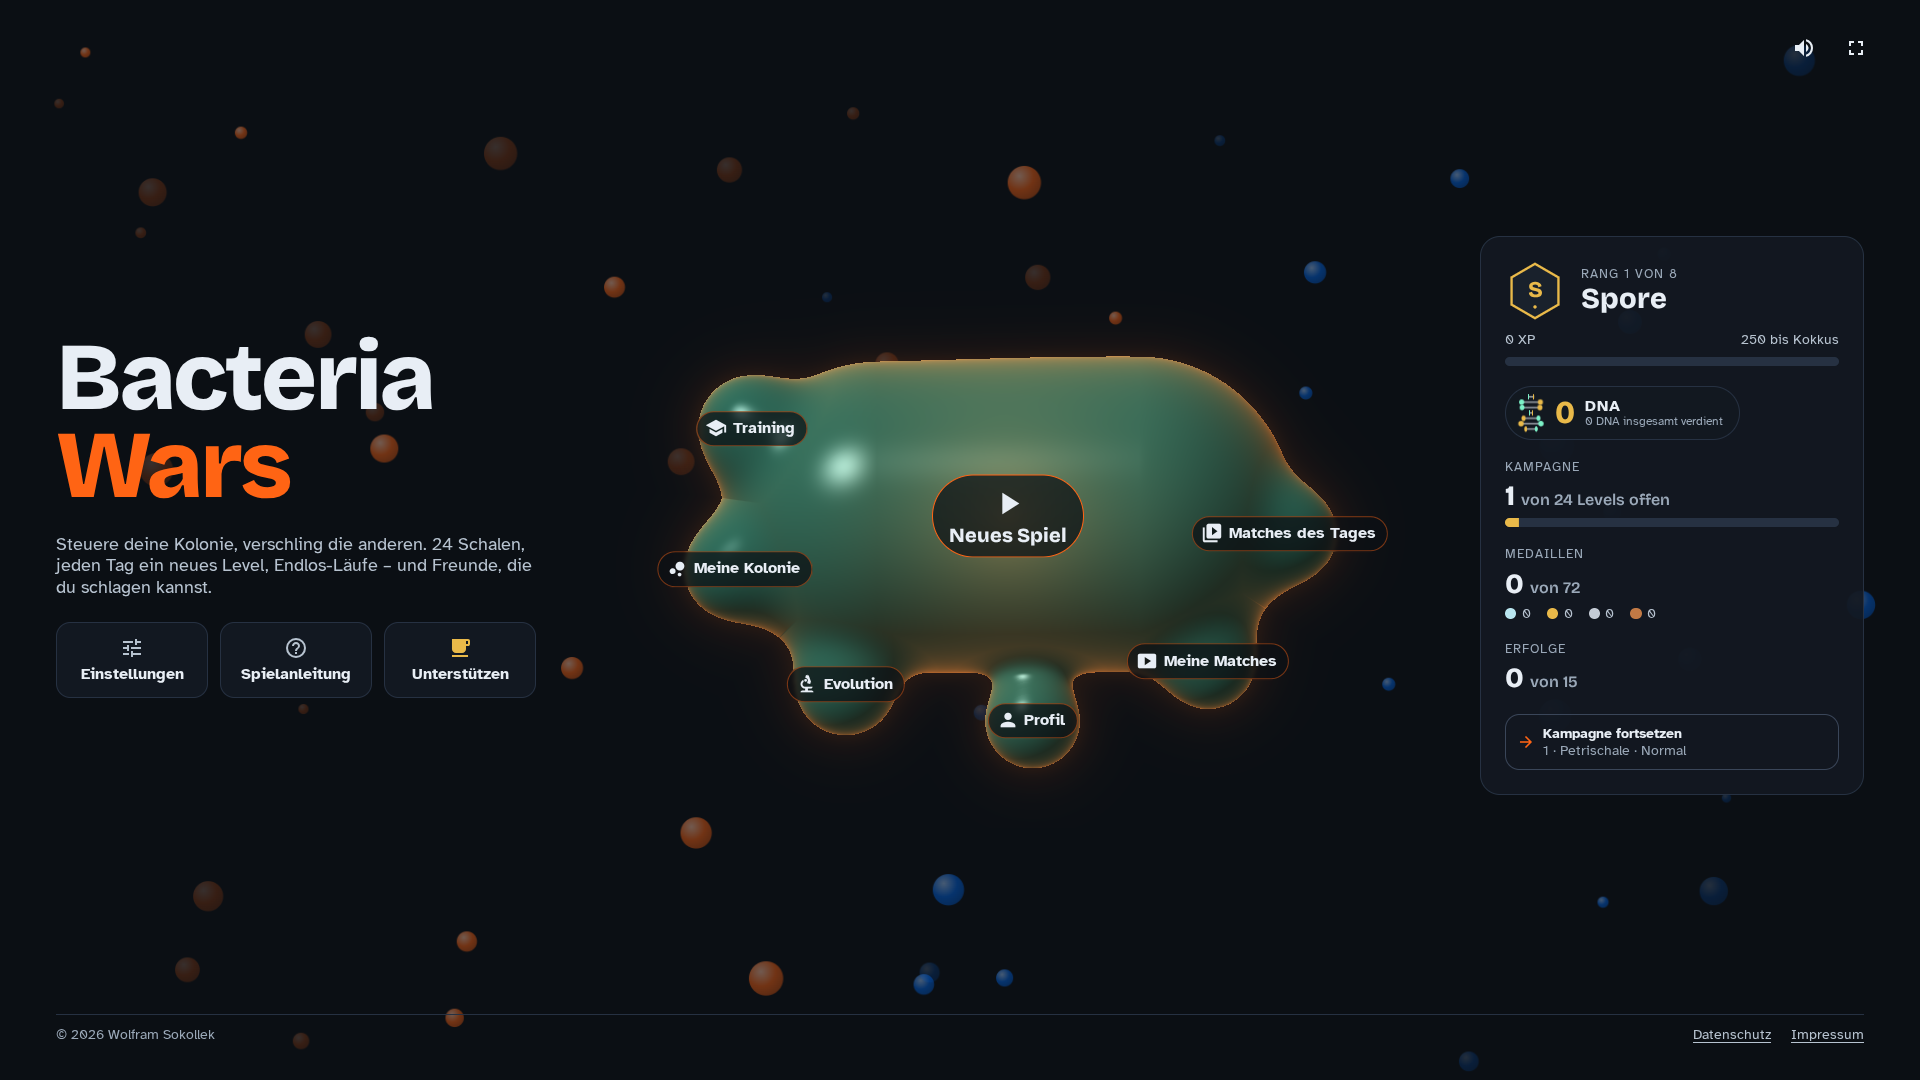 Bacteria
Wars
Steuere deine Kolonie, verschling die anderen. 24 Schalen,
jeden Tag ein neues Level, Endlos-Läufe – und Freunde, die
du schlagen kannst.
Einstellungen
Spielanleitung
Unterstützen
Training
Meine Kolonie
Neues Spiel
Matches des Tages
Meine Matches
Evolution
Profil
S
RANG 1 VON 8
Spore
0 XP
250 bis Kokkus
0 DNA
0 DNA insgesamt verdient
KAMPAGNE
1 von 24 Levels offen
MEDAILLEN
0 von 72
0 0 0 0
ERFOLGE
0 von 15
Kampagne fortsetzen
1 · Petrischale · Normal
© 2026 Wolfram Sokollek
Datenschutz
Impressum